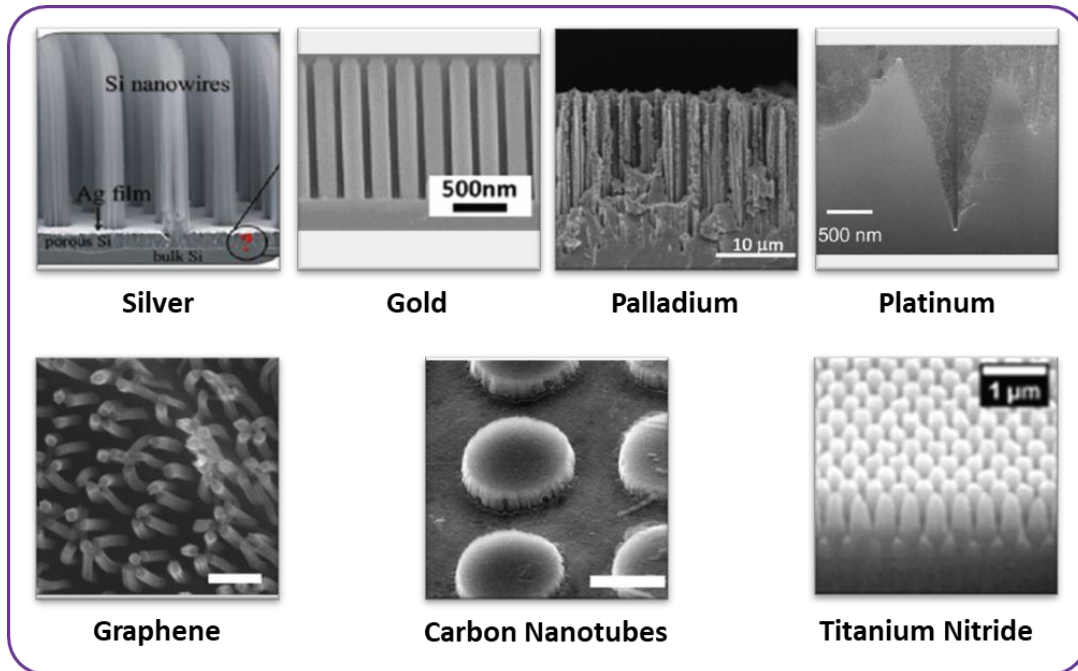 Si nanowires
Ag film
porous Si
bulk Si
?
500nm
10 µm
500 nm
Silver
Gold
Palladium
Platinum
1 µm
Graphene
Carbon Nanotubes
Titanium Nitride